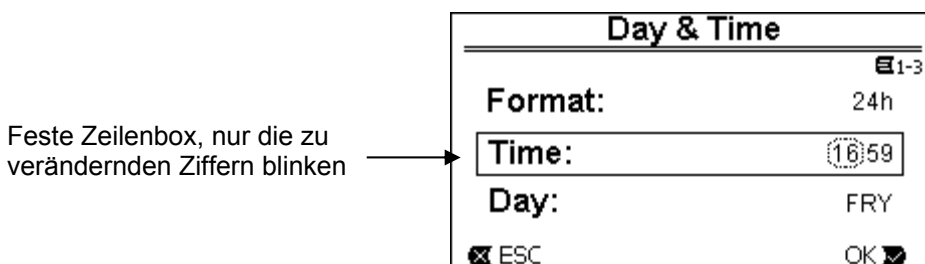 Day & Time
1-3
Format: 24h
Feste Zeilenbox, nur die zu
verändernden Ziffern blinken
Time: 16:59
Day: FRY
ESC OK